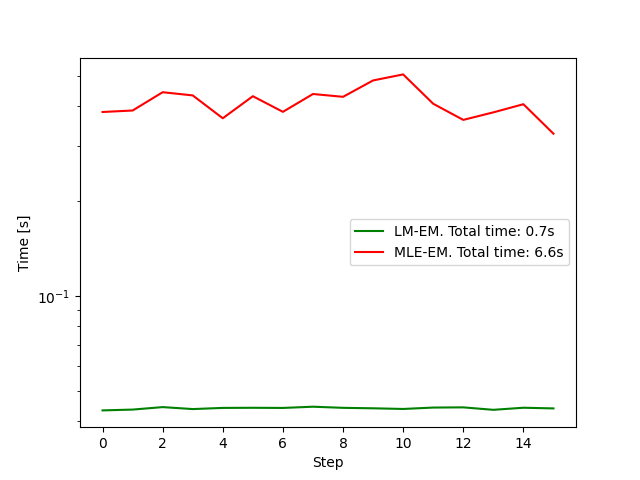 Time [s]
10⁻¹
LM-EM. Total time: 0.7s
MLE-EM. Total time: 6.6s
0 2 4 6 8 10 12 14
Step